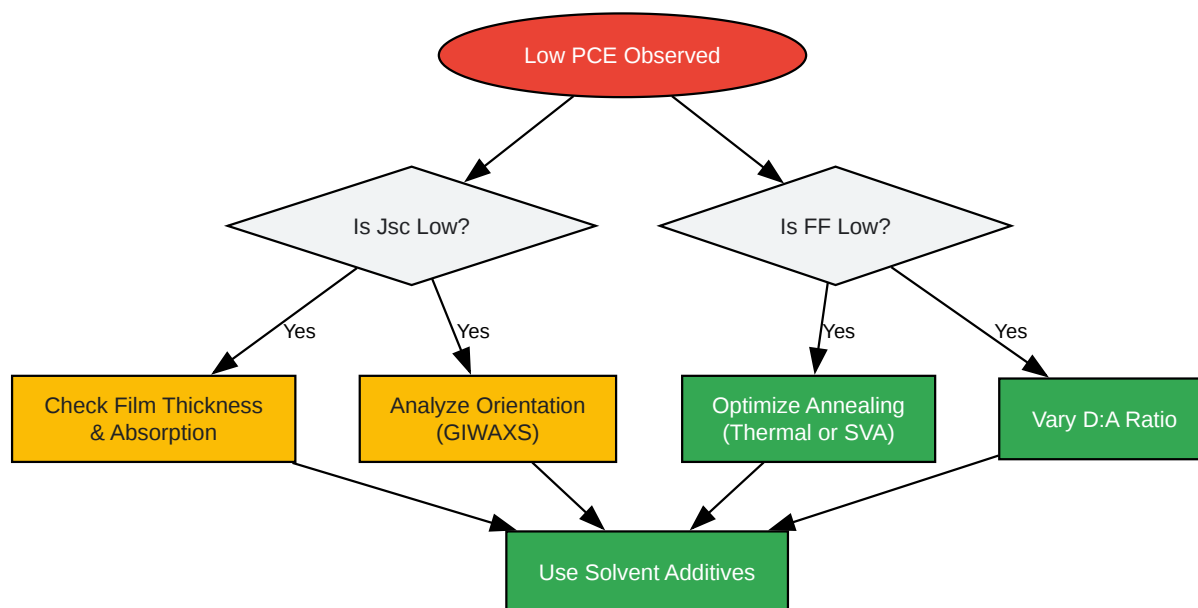 Low PCE Observed
Is Jsc Low?
Is FF Low?
Yes
Yes
Yes
Yes
Check Film Thickness
& Absorption
Analyze Orientation
(GIWAXS)
Optimize Annealing
(Thermal or SVA)
Vary D:A Ratio
Use Solvent Additives